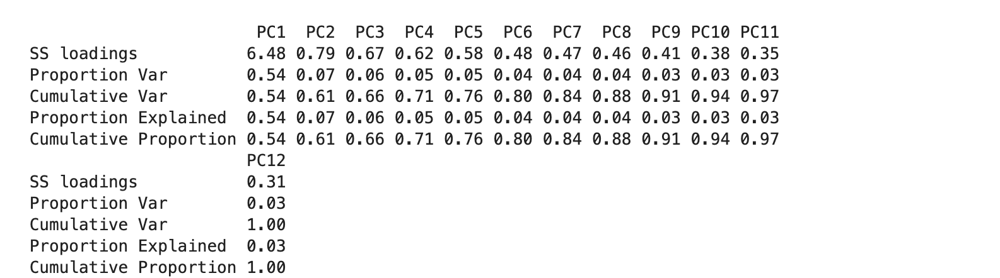 PC1 PC2 PC3 PC4 PC5 PC6 PC7 PC8 PC9 PC10 PC11
SS loadings 6.48 0.79 0.67 0.62 0.58 0.48 0.47 0.46 0.41 0.38 0.35
Proportion Var 0.54 0.07 0.06 0.05 0.05 0.04 0.04 0.04 0.03 0.03 0.03
Cumulative Var 0.54 0.61 0.66 0.71 0.76 0.80 0.84 0.88 0.91 0.94 0.97
Proportion Explained 0.54 0.07 0.06 0.05 0.05 0.04 0.04 0.04 0.03 0.03 0.03
Cumulative Proportion 0.54 0.61 0.66 0.71 0.76 0.80 0.84 0.88 0.91 0.94 0.97
PC12
SS loadings 0.31
Proportion Var 0.03
Cumulative Var 1.00
Proportion Explained 0.03
Cumulative Proportion 1.00